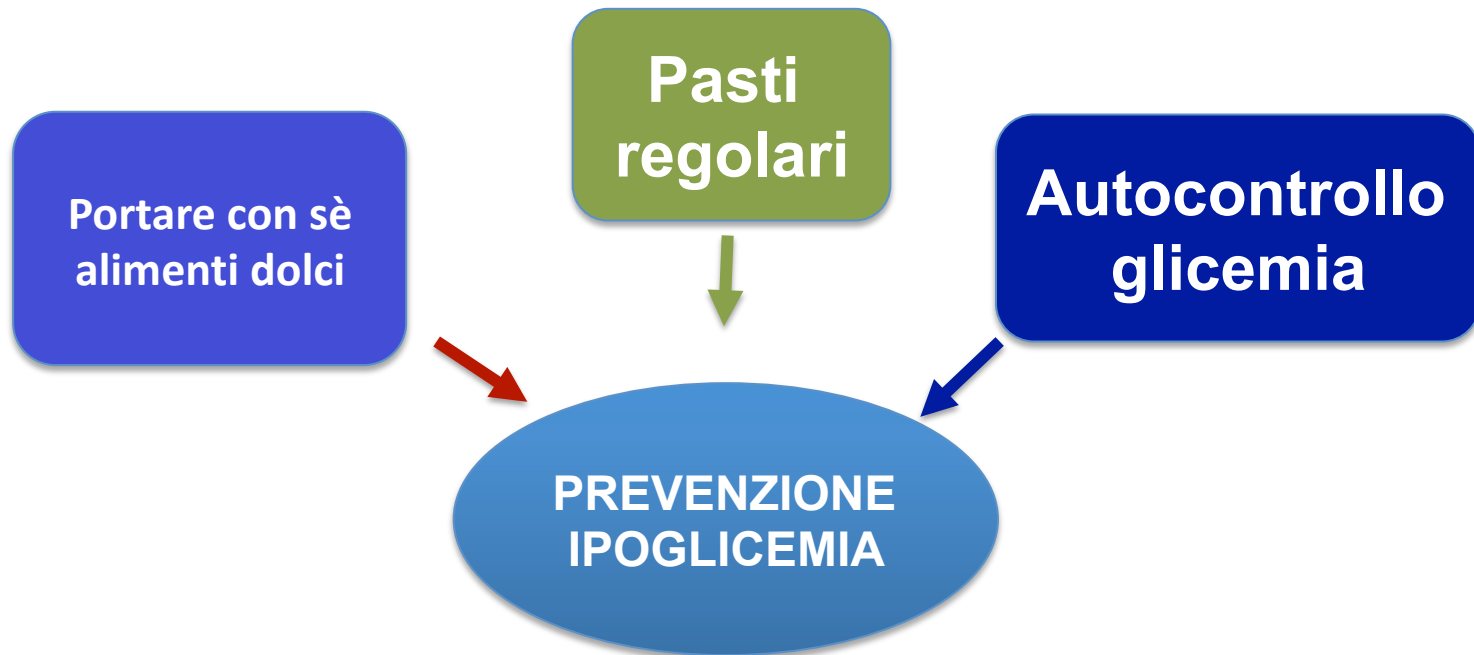 Pasti
regolari
Portare con sè
alimenti dolci
Autocontrollo
glicemia
PREVENZIONE
IPOGLICEMIA